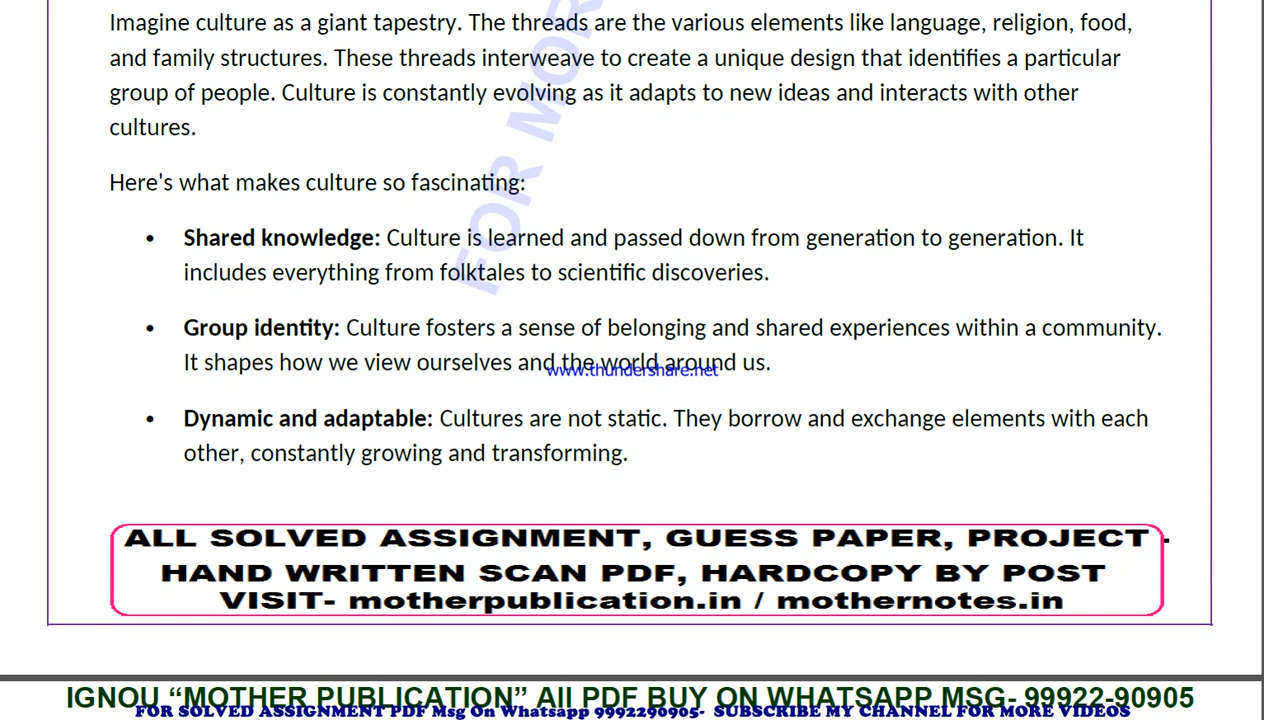 Imagine culture as a giant tapestry. The threads are the various elements like language, religion, food,
and family structures. These threads interweave to create a unique design that identifies a particular
group of people. Culture is constantly evolving as it adapts to new ideas and interacts with other
cultures.
Here's what makes culture so fascinating:
• Shared knowledge: Culture is learned and passed down from generation to generation. It
includes everything from folktales to scientific discoveries.
• Group identity: Culture fosters a sense of belonging and shared experiences within a community.
It shapes how we view ourselves and the world around us.
www.thundershare.net
• Dynamic and adaptable: Cultures are not static. They borrow and exchange elements with each
other, constantly growing and transforming.
FOR MOR
ALL SOLVED ASSIGNMENT, GUESS PAPER, PROJECT -
HAND WRITTEN SCAN PDF, HARDCOPY BY POST
VISIT- motherpublication.in / mothernotes.in
IGNOU “MOTHER PUBLICATION” All PDF BUY ON WHATSAPP MSG- 99922-90905
FOR SOLVED ASSIGNMENT PDF Msg On Whatsapp 9992290905- SUBSCRIBE MY CHANNEL FOR MORE VIDEOS